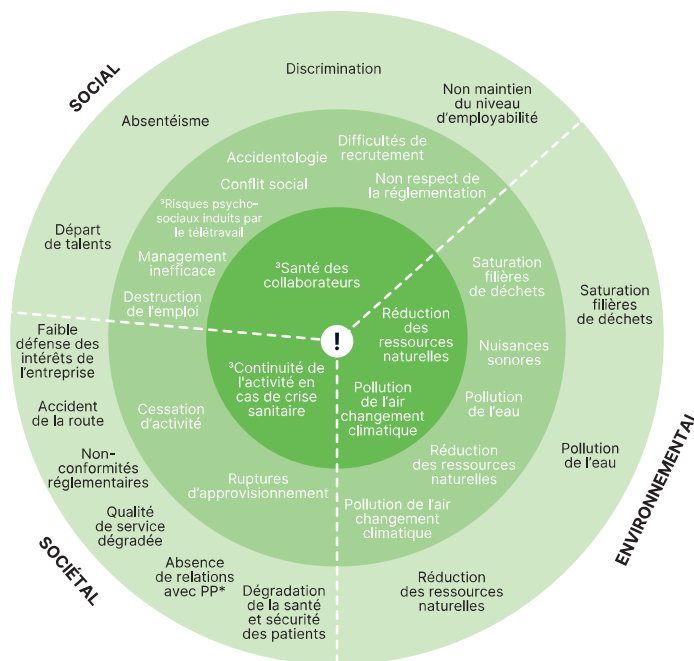 SOCIAL
Discrimination
Non maintien
du niveau
d'employabilité
Absentéisme
Départ
de talents
Difficultés de
recrutement
Accidentologie
Non respect de
la réglementation
Conflit social
³Risques psycho-
sociaux induits par
le télétravail
Management
inefficace
Destruction
de l'emploi
³Santé des
collaborateurs
ENVIRONNEMENTAL
Saturation
filières
de déchets
Pollution
de l'eau
Réduction
des ressources
naturelles
Saturation
filières
de déchets
Nuisances
sonores
Pollution
de l'eau
Réduction
des ressources
naturelles
Pollution de l'air
changement
climatique
Réduction
des
ressources
naturelles
Pollution
de l'air
changement
climatique
!
SOCIÉTAL
Faible
défense des
intérêts de
l'entreprise
Accident
de la route
Non-
conformités
réglementaires
Qualité
de service
dégradée
Absence
de relations
avec PP*
Dégradation
de la santé
et sécurité
des patients
Cessation
d'activité
Ruptures
d'approvisionnement
³Continuité de
l'activité en
cas de crise
sanitaire